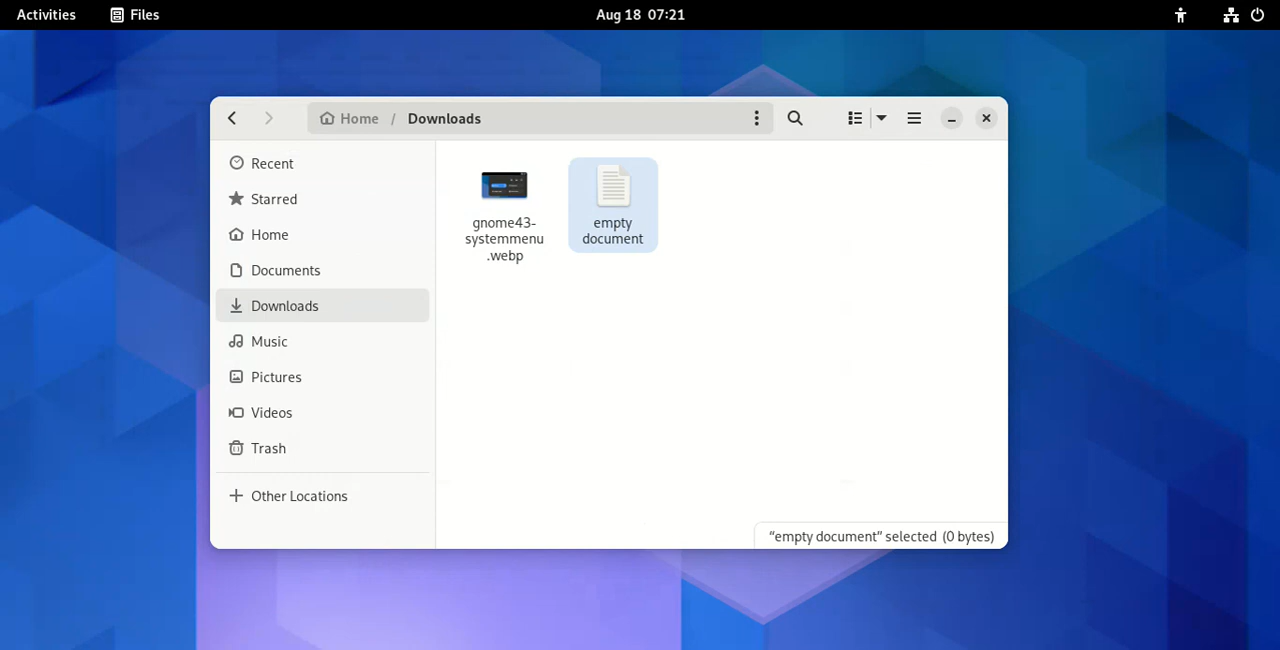 Activities Files Aug 18 07:21
Home / Downloads
Recent
Starred
Home
Documents
Downloads
Music
Pictures
Videos
Trash
Other Locations
gnome43-
systemmenu
.webp
empty
document
“empty document” selected (0 bytes)